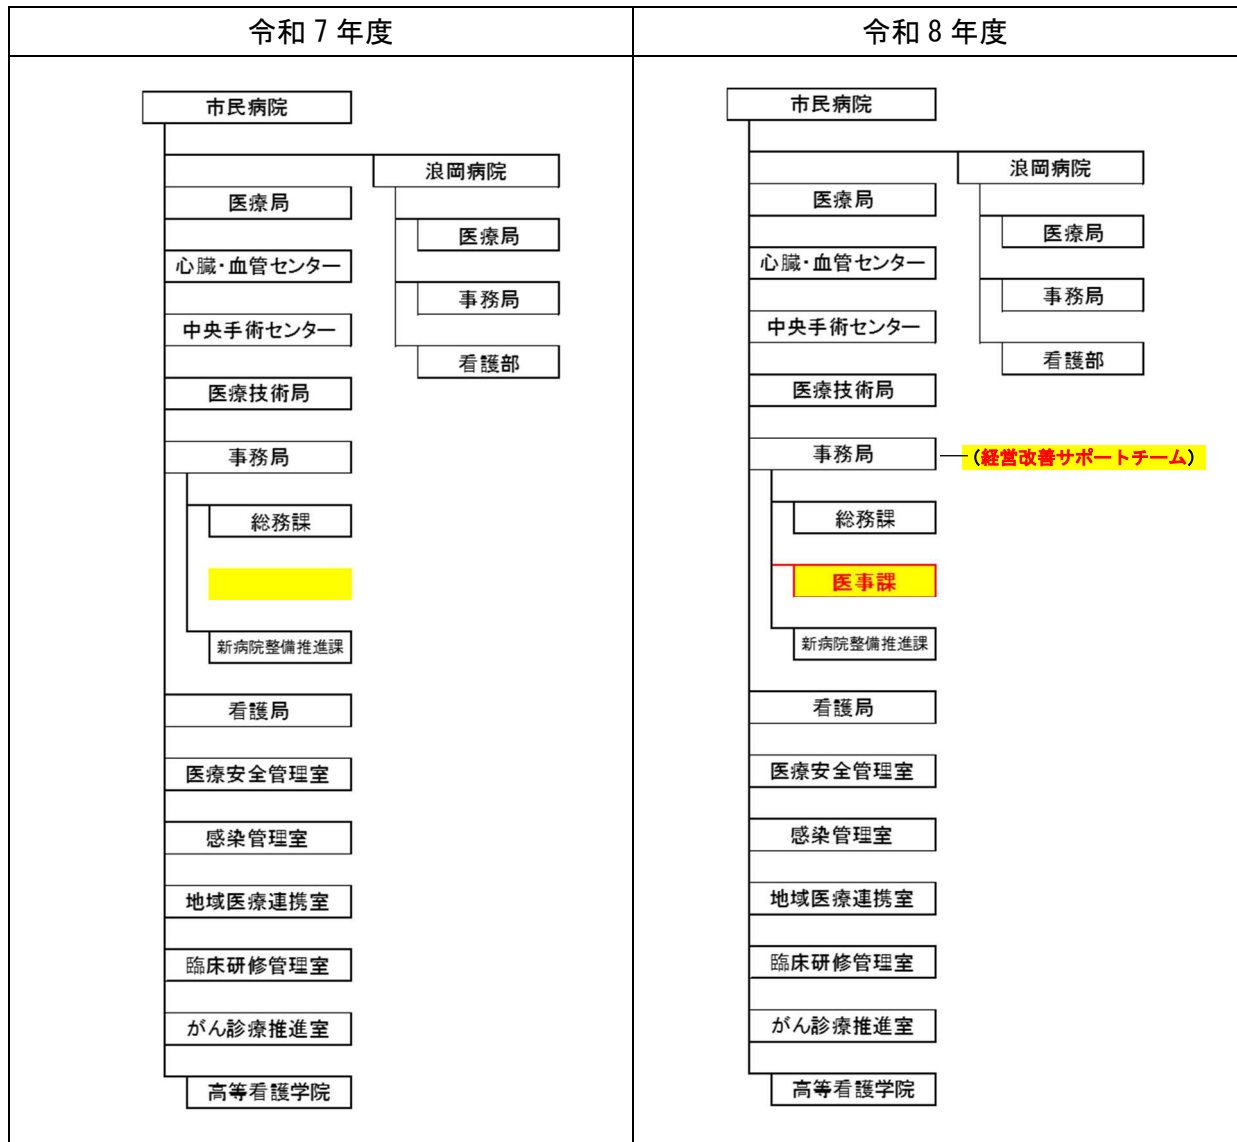 令和7年度
市民病院
浪岡病院
医療局
医療局
心臓・血管センター
事務局
中央手術センター
看護部
医療技術局
事務局
総務課
新病院整備推進課
看護局
医療安全管理室
感染管理室
地域医療連携室
臨床研修管理室
がん診療推進室
高等看護学院
令和8年度
市民病院
浪岡病院
医療局
医療局
心臓・血管センター
事務局
中央手術センター
看護部
医療技術局
事務局
(経営改善サポートチーム)
総務課
医事課
新病院整備推進課
看護局
医療安全管理室
感染管理室
地域医療連携室
臨床研修管理室
がん診療推進室
高等看護学院